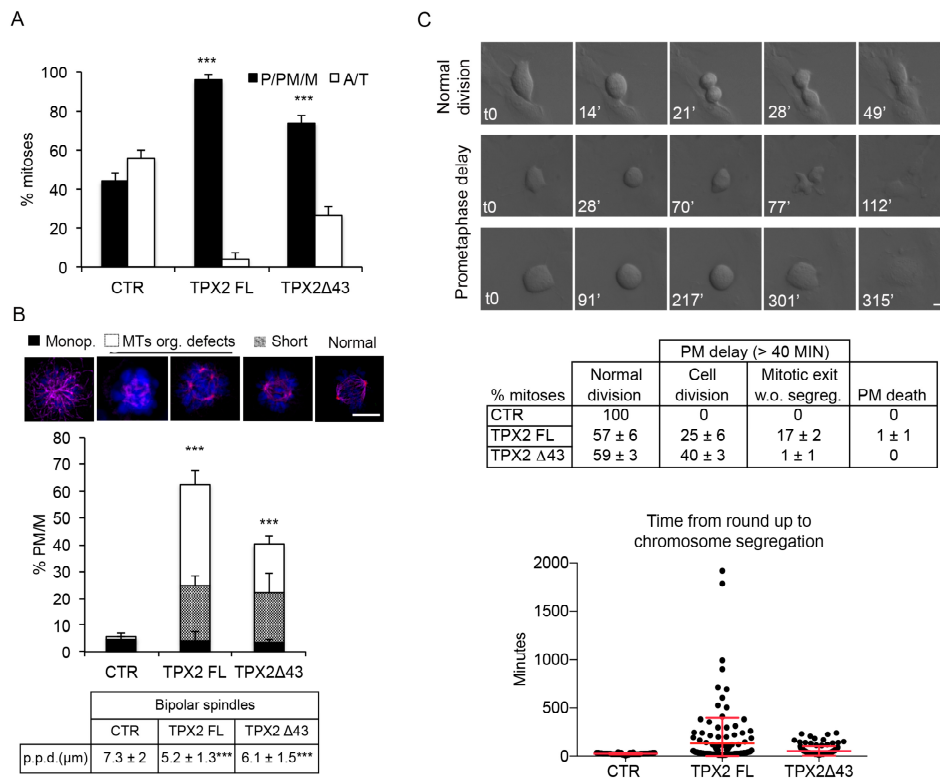 A
% mitoses
100
80
60
40
20
0
*** 
***
P/PM/M A/T
CTR TPX2 FL TPX2Δ43
B
Monop. MTs org. defects Short Normal
% PM/M
80
70
60
50
40
30
20
10
0
***
***
CTR TPX2 FL TPX2Δ43
Bipolar spindles
CTR TPX2 FL TPX2 Δ43
p.p.d.(μm) 7.3 ± 2 5.2 ± 1.3*** 6.1 ± 1.5***
C
Normal
division
t0 14' 21' 28' 49'
Prometaphase delay
t0 28' 70' 77' 112'
t0 91' 217' 301' 315'
PM delay (> 40 MIN)
% mitoses Normal division Cell division Mitotic exit w.o. segreg. PM death
CTR 100 0 0 0
TPX2 FL 57 ± 6 25 ± 6 17 ± 2 1 ± 1
TPX2 Δ43 59 ± 3 40 ± 3 1 ± 1 0
Time from round up to
chromosome segregation
Minutes
2000
1500
1000
500
0
CTR TPX2 FL TPX2Δ43